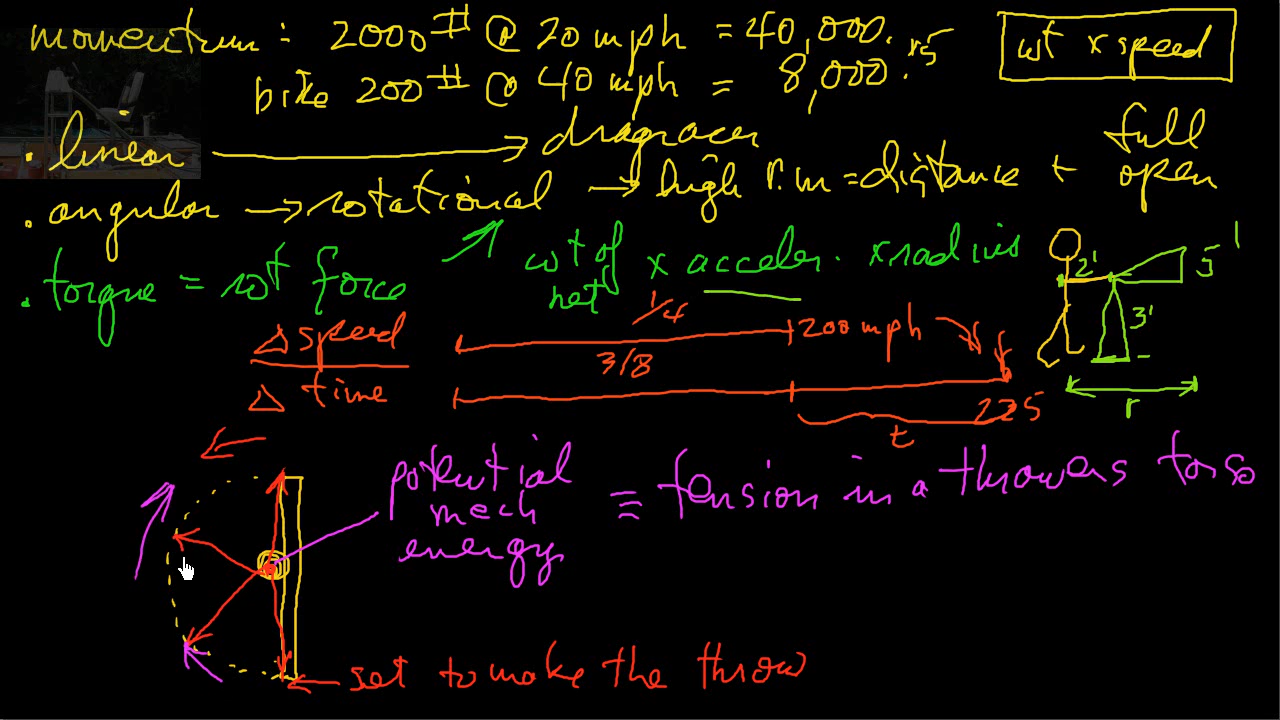 momentum: 2000# @ 20 mph = 40,000. x5
bike 200# @ 40 mph = 8,000.
wt x speed
. linear → dragracer
. angular → rotational → high r.m = distance + full open
. torque = rot force
wt of net x acceler. x radius
Δ speed
Δ time
1/4
200 mph
3/8
225
t
2'
5'
3'
r
potential mech energy
≡ tension in a throwers torso
set to make the throw